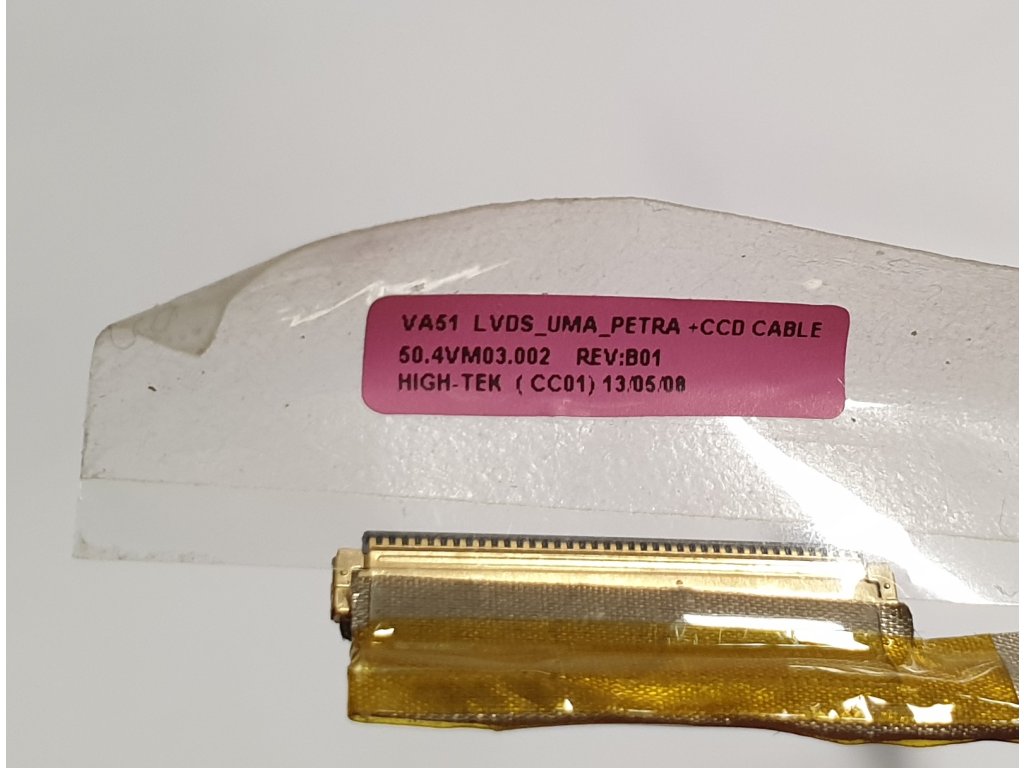 VA51 LVDS_UMA_PETRA +CCD CABLE
50.4VM03.002 REV:B01
HIGH-TEK ( CC01) 13/05/08